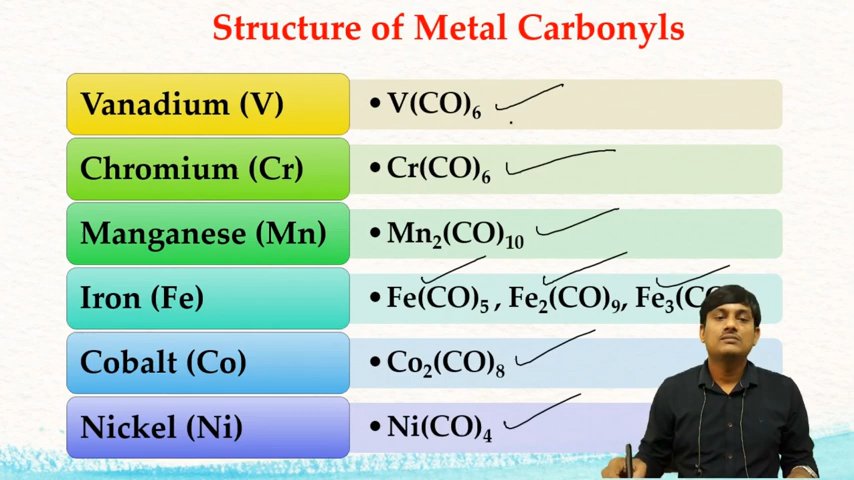 Structure of Metal Carbonyls
Vanadium (V) • V(CO)₆
Chromium (Cr) • Cr(CO)₆
Manganese (Mn) • Mn₂(CO)₁₀
Iron (Fe) • Fe(CO)₅ , Fe₂(CO)₉, Fe₃(C
Cobalt (Co) • Co₂(CO)₈
Nickel (Ni) • Ni(CO)₄